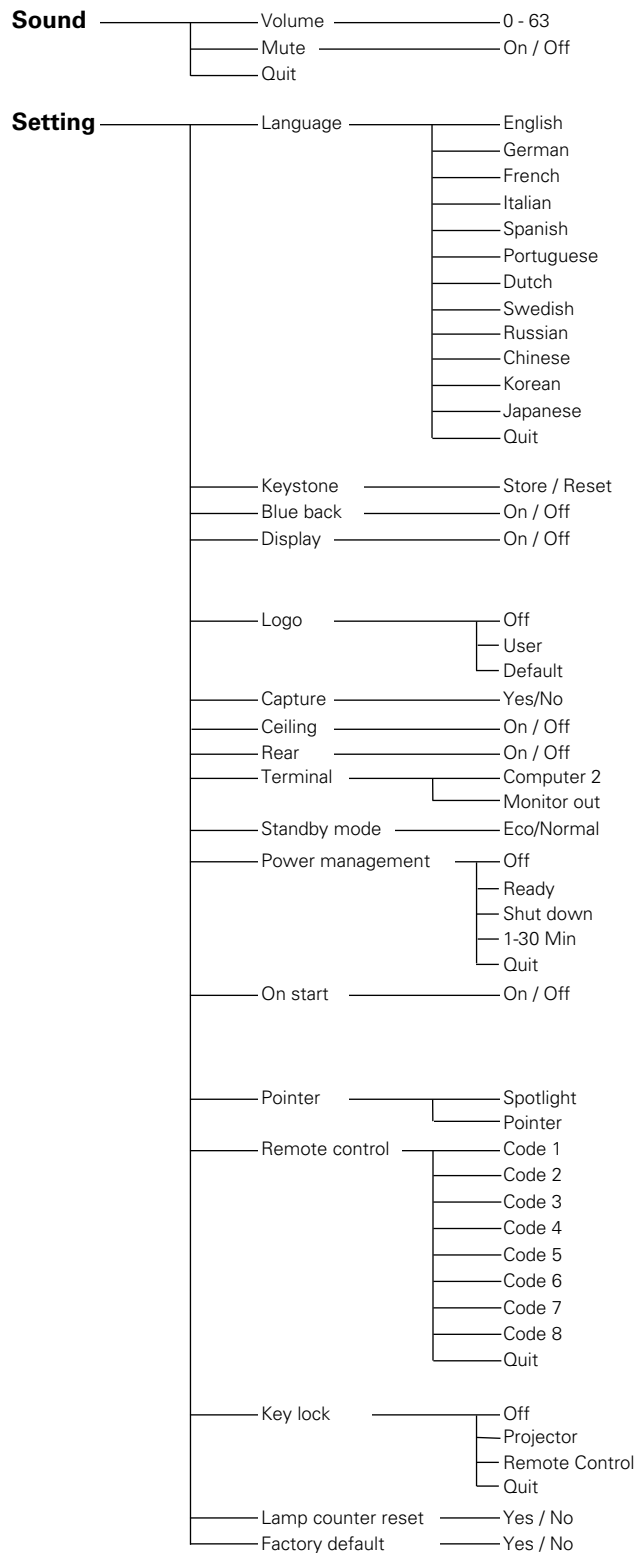 Sound Volume 0 - 63
Mute On / Off
Quit
Setting Language English
German
French
Italian
Spanish
Portuguese
Dutch
Swedish
Russian
Chinese
Korean
Japanese
Quit
Keystone Store / Reset
Blue back On / Off
Display On / Off
Logo Off
User
Default
Capture Yes/No
Ceiling On / Off
Rear On / Off
Terminal Computer 2
Monitor out
Standby mode Eco/Normal
Power management Off
Ready
Shut down
1-30 Min
Quit
On start On / Off
Pointer Spotlight
Pointer
Remote control Code 1
Code 2
Code 3
Code 4
Code 5
Code 6
Code 7
Code 8
Quit
Key lock Off
Projector
Remote Control
Quit
Lamp counter reset Yes / No
Factory default Yes / No